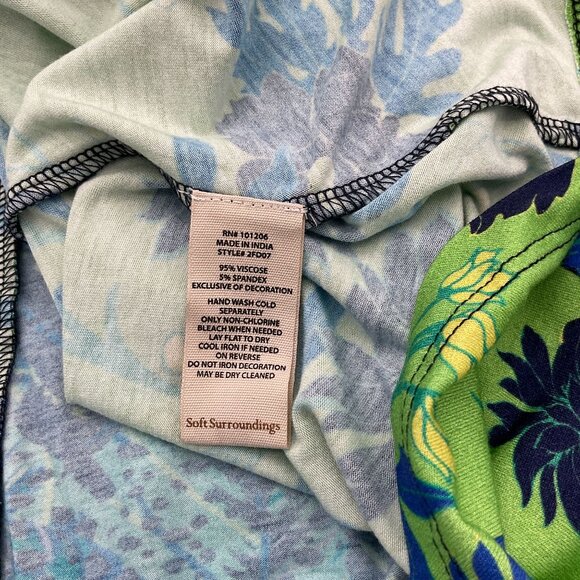 RN# 101206
MADE IN INDIA
STYLE# 2FD07
95% VISCOSE
5% SPANDEX
EXCLUSIVE OF DECORATION
HAND WASH COLD
SEPARATELY
ONLY NON-CHLORINE
BLEACH WHEN NEEDED
LAY FLAT TO DRY
COOL IRON IF NEEDED
ON REVERSE
DO NOT IRON DECORATION
MAY BE DRY CLEANED
Soft Surroundings